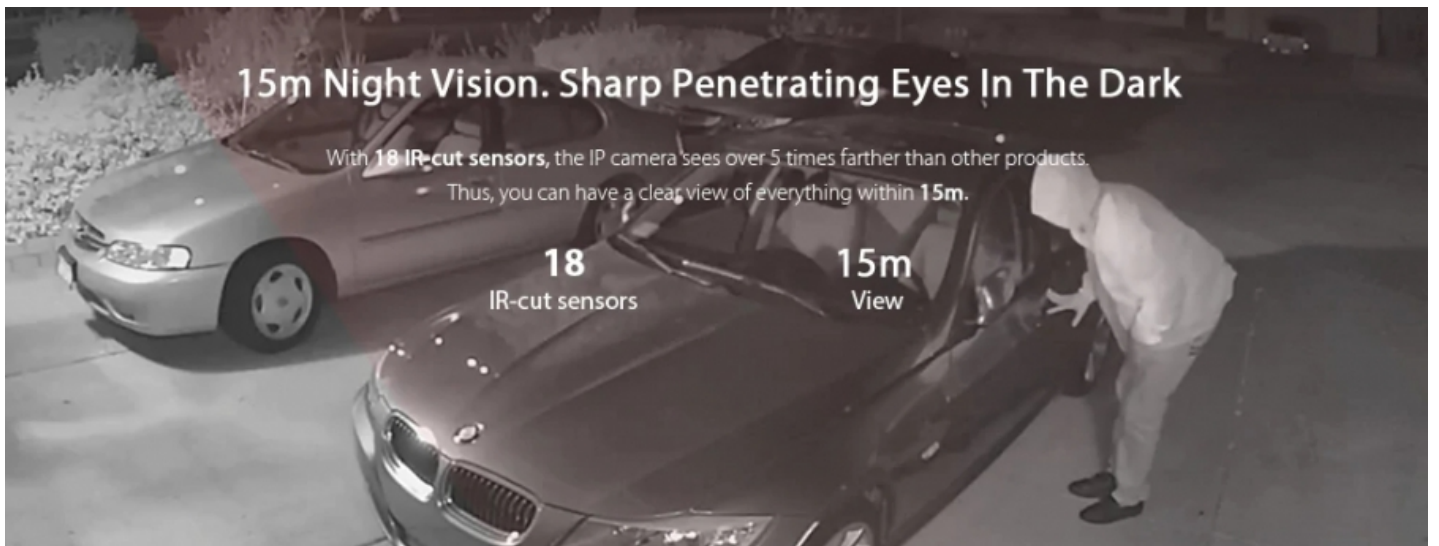 15m Night Vision. Sharp Penetrating Eyes In The Dark
With 18 IR-cut sensors, the IP camera sees over 5 times farther than other products.
Thus, you can have a clear view of everything within 15m.
18
IR-cut sensors
15m
View